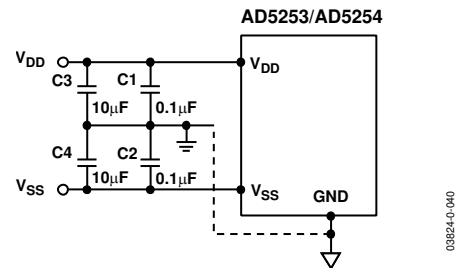 AD5253/AD5254
VDD
VDD
C3
C1
10μF
0.1μF
C4
C2
10μF
0.1μF
VSS
VSS
GND
03824-0-040